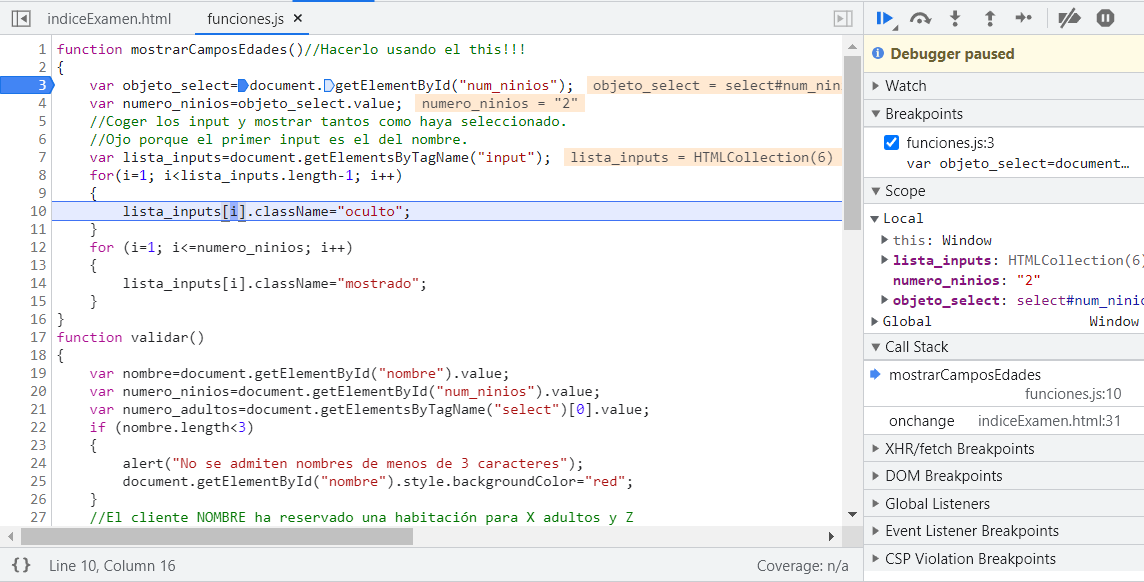 indiceExamen.html funciones.js ×
1 function mostrarCamposEdades()//Hacerlo usando el this!!!
2 {
3 var objeto_select=document.getElementById("num_ninios"); objeto_select = select#num_nin
4 var numero_ninios=objeto_select.value; numero_ninios = "2"
5 //Coger los input y mostrar tantos como haya seleccionado.
6 //Ojo porque el primer input es el del nombre.
7 var lista_inputs=document.getElementsByTagName("input"); lista_inputs = HTMLCollection(6)
8 for(i=1; i<lista_inputs.length-1; i++)
9 {
10 lista_inputs[i].className="oculto";
11 }
12 for (i=1; i<=numero_ninios; i++)
13 {
14 lista_inputs[i].className="mostrado";
15 }
16 }
17 function validar()
18 {
19 var nombre=document.getElementById("nombre").value;
20 var numero_ninios=document.getElementById("num_ninios").value;
21 var numero_adultos=document.getElementsByTagName("select")[0].value;
22 if (nombre.length<3)
23 {
24 alert("No se admiten nombres de menos de 3 caracteres");
25 document.getElementById("nombre").style.backgroundColor="red";
26 }
27 //El cliente NOMBRE ha reservado una habitación para X adultos y Z
{} Line 10, Column 16 Coverage: n/a
Debugger paused
Watch
Breakpoints
funciones.js:3
var objeto_select=document…
Scope
Local
this: Window
lista_inputs: HTMLCollection(6)
numero_ninios: "2"
objeto_select: select#num_ninio
Global Window
Call Stack
mostrarCamposEdades
funciones.js:10
onchange indiceExamen.html:31
XHR/fetch Breakpoints
DOM Breakpoints
Global Listeners
Event Listener Breakpoints
CSP Violation Breakpoints